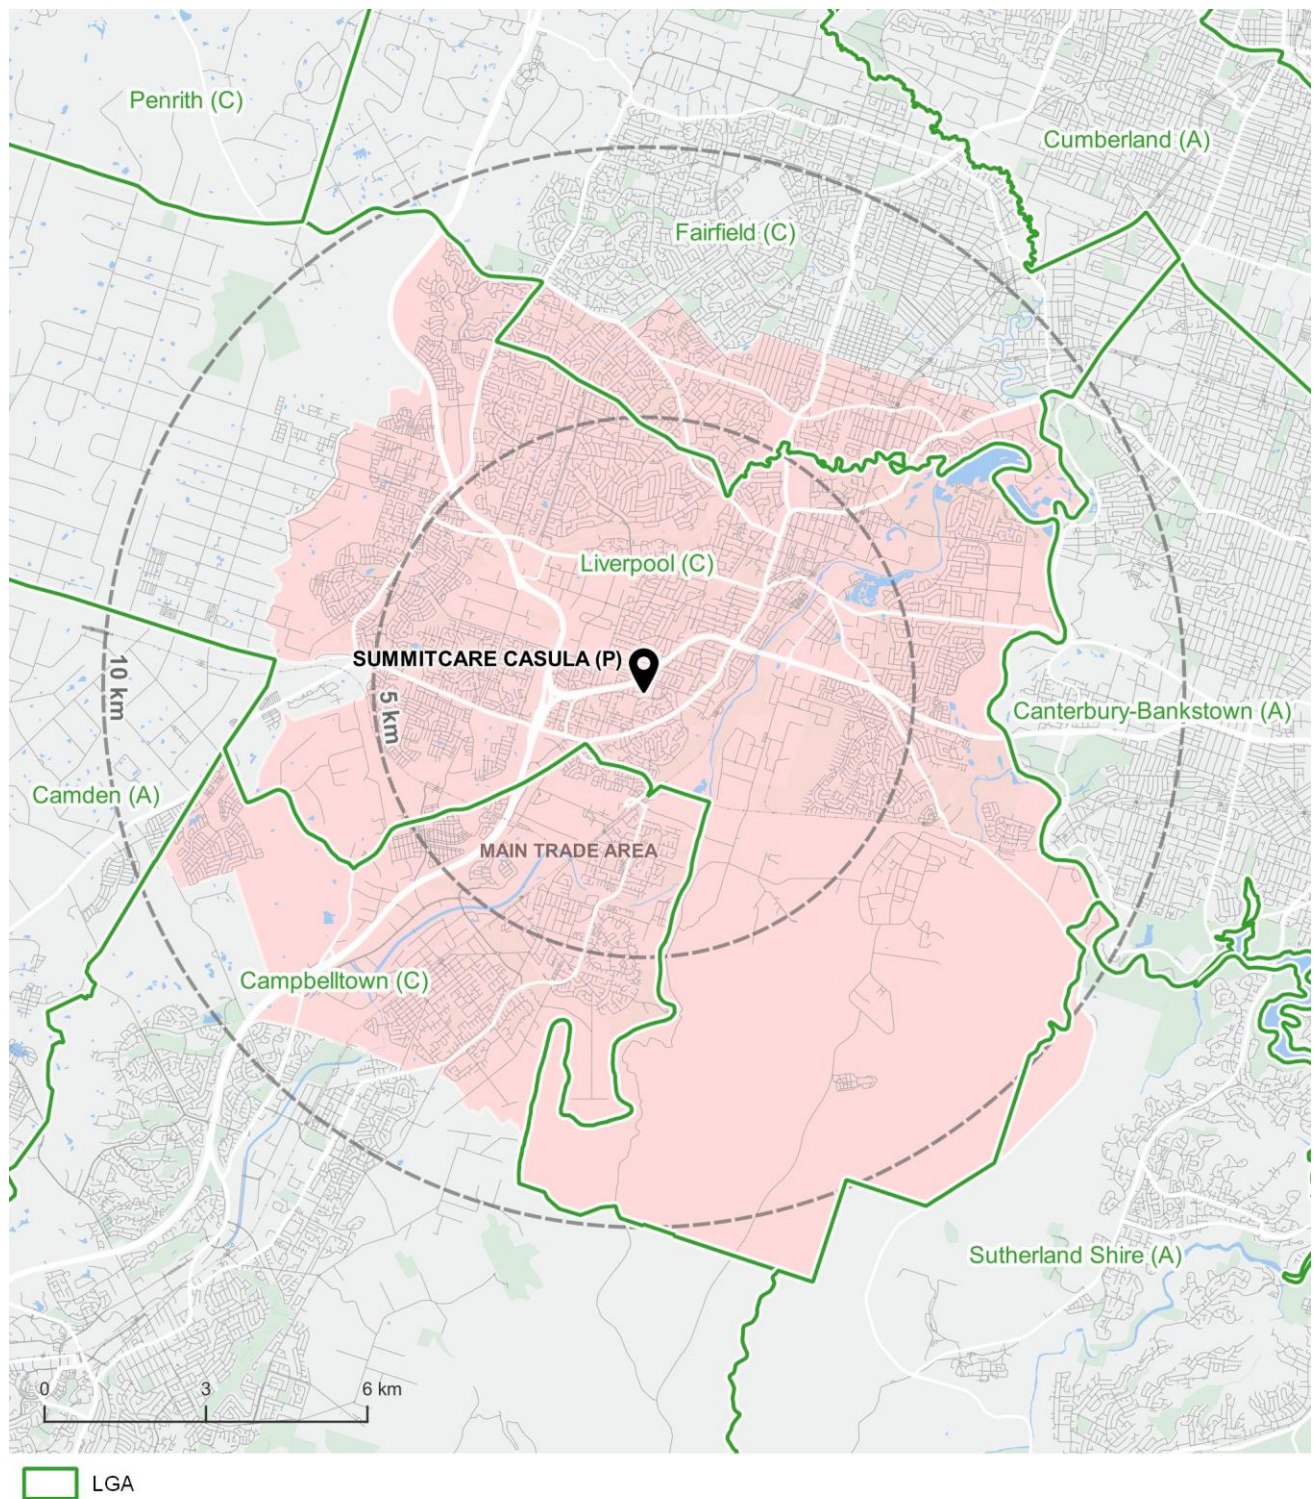 Penrith (C)
Cumberland (A)
Fairfield (C)
Liverpool (C)
SUMMITCARE CASULA (P)
10 km
5 km
Canterbury-Bankstown (A)
Camden (A)
MAIN TRADE AREA
Campbelltown (C)
Sutherland Shire (A)
0 3 6 km
LGA